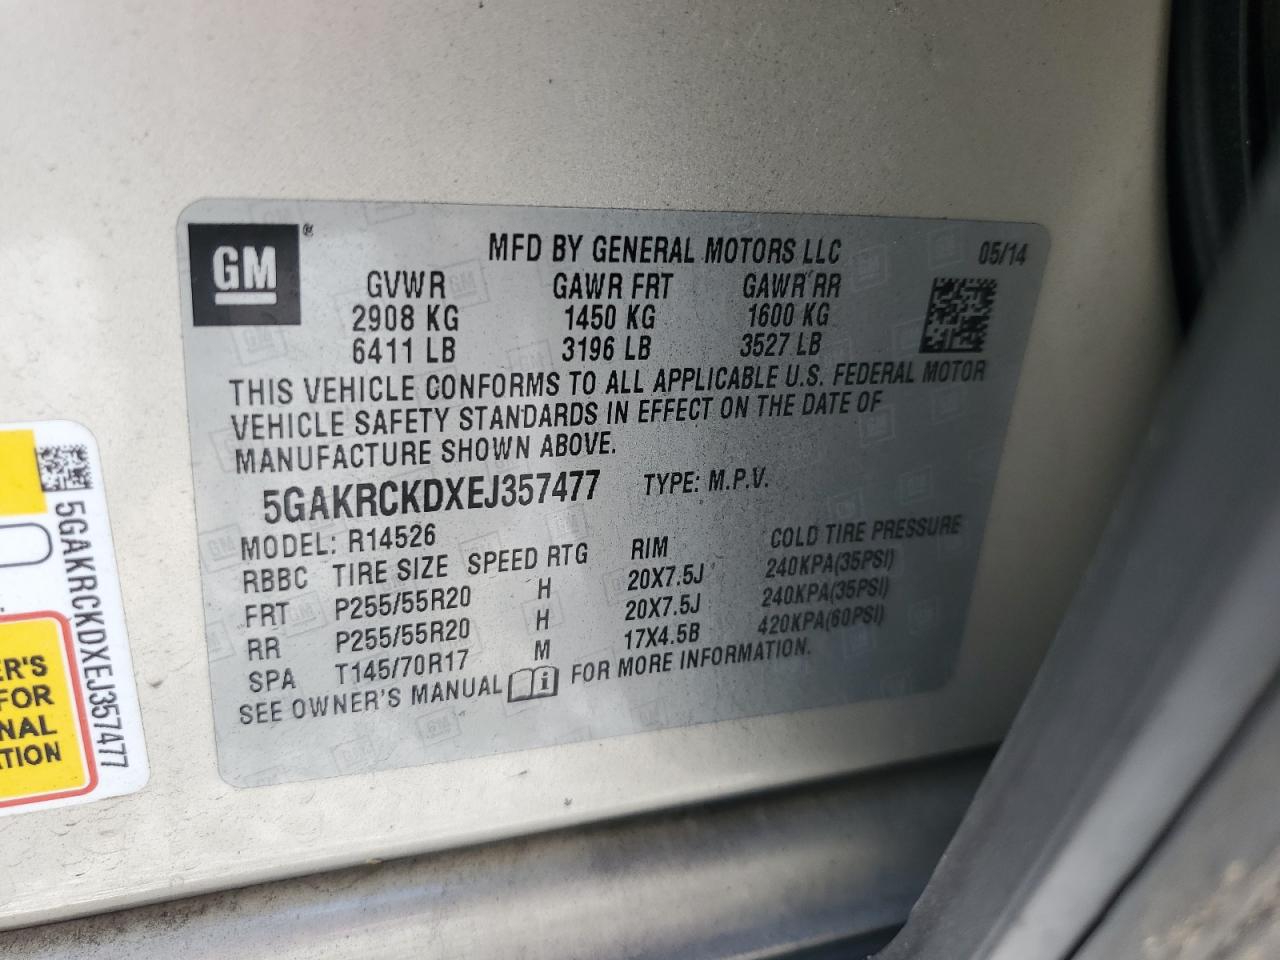 GM
®
MFD BY GENERAL MOTORS LLC
05/14
GVWR GAWR FRT GAWR RR
2908 KG 1450 KG 1600 KG
6411 LB 3196 LB 3527 LB
THIS VEHICLE CONFORMS TO ALL APPLICABLE U.S. FEDERAL MOTOR
VEHICLE SAFETY STANDARDS IN EFFECT ON THE DATE OF
MANUFACTURE SHOWN ABOVE.
5GAKRCKDXEJ357477 TYPE: M.P.V.
MODEL: R14526
RBBC TIRE SIZE SPEED RTG RIM COLD TIRE PRESSURE
FRT P255/55R20 H 20X7.5J 240KPA(35PSI)
RR P255/55R20 H 20X7.5J 240KPA(35PSI)
SPA T145/70R17 M 17X4.5B 420KPA(60PSI)
SEE OWNER'S MANUAL FOR MORE INFORMATION.
5GAKRCKDXEJ357477
ER'S
FOR
NAL
TION